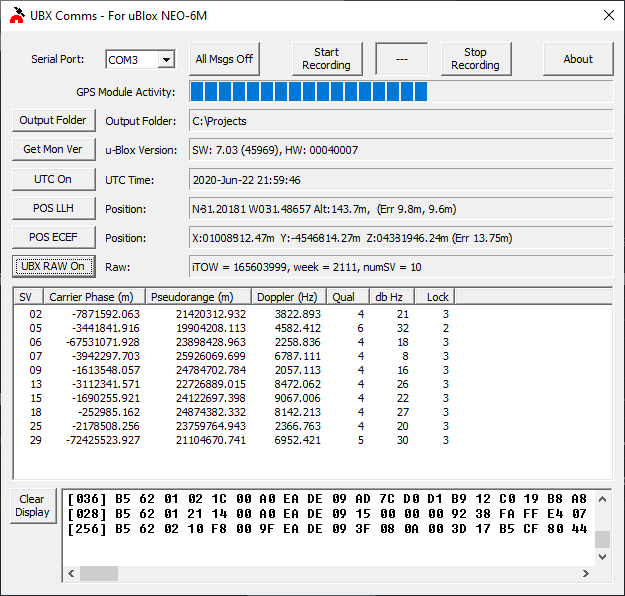 UBX Comms - For uBlox NEO-6M
Serial Port: COM3 All Msgs Off Start Recording --- Stop Recording About
GPS Module Activity:
Output Folder Output Folder: C:\Projects
Get Mon Ver u-Blox Version: SW: 7.03 (45969), HW: 00040007
UTC On UTC Time: 2020-Jun-22 21:59:46
POS LLH Position: Alt:143.7m, (Err 9.8m, 9.6m)
POS ECEF Position: (Err 13.75m)
UBX RAW On Raw: iTOW = 165603999, week = 2111, numSV = 10
SV Carrier Phase (m) Pseudorange (m) Doppler (Hz) Qual db Hz Lock
02 -7871592.063 21420312.932 3822.893 4 21 3
05 -3441841.916 19904208.113 4582.412 6 32 2
06 -67531071.928 23898428.963 2258.836 4 18 3
07 -3942297.703 25926069.699 6787.111 4 8 3
09 -1613548.057 24784702.784 2057.113 4 16 3
13 -3112341.571 22726889.015 8472.062 4 26 3
15 -1690255.921 24122697.398 9067.006 4 22 3
18 -252985.162 24874382.332 8142.213 4 27 3
25 -2178508.256 23759764.943 2366.763 4 20 3
29 -72425523.927 21104670.741 6952.421 5 30 3
Clear Display
[036] B5 62 01 02 1C 00 A0 EA DE 09 AD 7C D0 D1 B9 12 C0 19 B8 A8
[028] B5 62 01 21 14 00 A0 EA DE 09 15 00 00 00 92 38 FA FF E4 07
[256] B5 62 02 10 F8 00 9F EA DE 09 3F 08 0A 00 3D 17 B5 CF 80 44